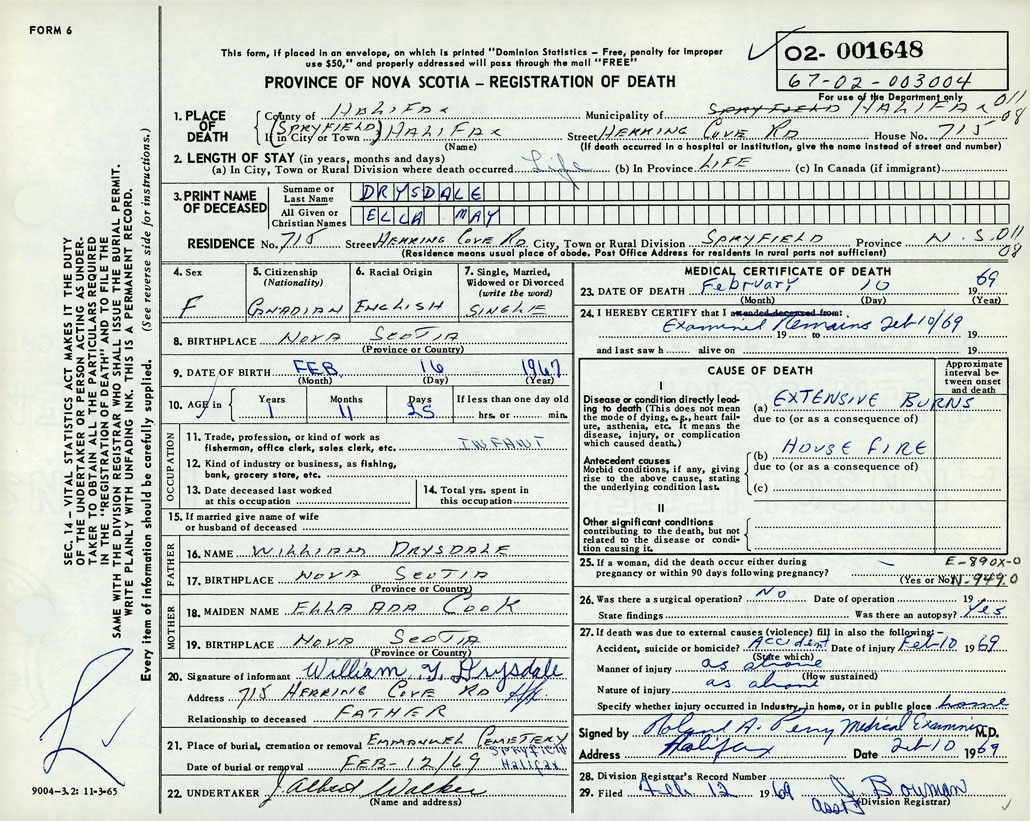 FORM 6
This form, if placed in an envelope, on which is printed "Dominion Statistics – Free, penalty for improper
use $50," and properly addressed will pass through the mail "FREE"
PROVINCE OF NOVA SCOTIA – REGISTRATION OF DEATH
O2- 001648
67-02-003004
For use of the Department only
SEC. 14 – VITAL STATISTICS ACT MAKES IT THE DUTY
OF THE UNDERTAKER OR PERSON ACTING AS UNDER-
TAKER TO OBTAIN ALL THE PARTICULARS REQUIRED
IN THE "REGISTRATION OF DEATH" AND TO FILE THE
SAME WITH THE DIVISION REGISTRAR WHO SHALL ISSUE THE BURIAL PERMIT.
WRITE PLAINLY WITH UNFADING INK. THIS IS A PERMANENT RECORD.
Every item of information should be carefully supplied. (See reverse side for instructions.)
1. PLACE OF DEATH
County of HALIFAX Municipality of SPRYFIELD HALIFAX 011
If in City or Town (SPRYFIELD) HALIFAX Street HERRING COVE RD House No. 715 08
(Name) (If death occurred in a hospital or institution, give the name instead of street and number)
2. LENGTH OF STAY (in years, months and days)
(a) In City, Town or Rural Division where death occurred Life (b) In Province LIFE (c) In Canada (if immigrant)
3. PRINT NAME OF DECEASED
Surname or Last Name DRYSDALE
All Given or Christian Names ELLA MAY
RESIDENCE No. 715 Street HERRING COVE RD. City, Town or Rural Division SPRYFIELD Province N.S. 011
(Residence means usual place of abode. Post Office Address for residents in rural parts not sufficient) 08
4. Sex F
5. Citizenship (Nationality) CANADIAN
6. Racial Origin ENGLISH
7. Single, Married, Widowed or Divorced (write the word) SINGLE
8. BIRTHPLACE NOVA SCOTIA
(Province or Country)
9. DATE OF BIRTH FEB 16 1967
(Month) (Day) (Year)
10. AGE in Years 1 Months 11 Days 25 If less than one day old
hrs. or min.
OCCUPATION
11. Trade, profession, or kind of work as
fisherman, office clerk, sales clerk, etc. INFANT
12. Kind of industry or business, as fishing,
bank, grocery store, etc.
13. Date deceased last worked
at this occupation
14. Total yrs. spent in
this occupation
15. If married give name of wife
or husband of deceased
FATHER
16. NAME WILLIAM DRYSDALE
17. BIRTHPLACE NOVA SCOTIA
(Province or Country)
MOTHER
18. MAIDEN NAME ELLA ADA COOK
19. BIRTHPLACE NOVA SCOTIA
(Province or Country)
20. Signature of informant William Y. Drysdale
Address 715 HERRING COVE RD
Relationship to deceased FATHER
21. Place of burial, cremation or removal EMMANUEL CEMETERY
Spryfield
Date of burial or removal FEB-12/69 Halifax
22. UNDERTAKER J. Albert Walker
(Name and address)
9004-3.2: 11-3-65
MEDICAL CERTIFICATE OF DEATH
23. DATE OF DEATH February 10 1969
(Month) (Day) (Year)
24. I HEREBY CERTIFY that I attended deceased from:
Examined Remains Feb 10/69
19 to 19
and last saw h alive on 19
CAUSE OF DEATH
Approximate interval between onset and death
I
Disease or condition directly leading to death (This does not mean the mode of dying, e.g., heart failure, asthenia, etc. It means the disease, injury, or complication which caused death.)
(a) EXTENSIVE BURNS
due to (or as a consequence of)
Antecedent causes
Morbid conditions, if any, giving rise to the above cause, stating the underlying condition last.
(b) HOUSE FIRE
due to (or as a consequence of)
(c)
II
Other significant conditions
contributing to the death, but not related to the disease or condition causing it.
25. If a woman, did the death occur either during
pregnancy or within 90 days following pregnancy? –
(Yes or No)
E-890X-0
N-949.0
26. Was there a surgical operation? No Date of operation 19
State findings Was there an autopsy? Yes
27. If death was due to external causes (violence) fill in also the following:–
Accident, suicide or homicide? Accident Date of injury Feb-10 1969
(State which)
Manner of injury as above
(How sustained)
Nature of injury as above
Specify whether injury occurred in Industry, in home, or in public place home
Signed by Roland A. Perry Medical Examiner M.D.
Address Halifax Date Feb 10 1969
28. Division Registrar's Record Number
29. Filed Feb. 12 1969 J. Bowman
asst (Division Registrar)